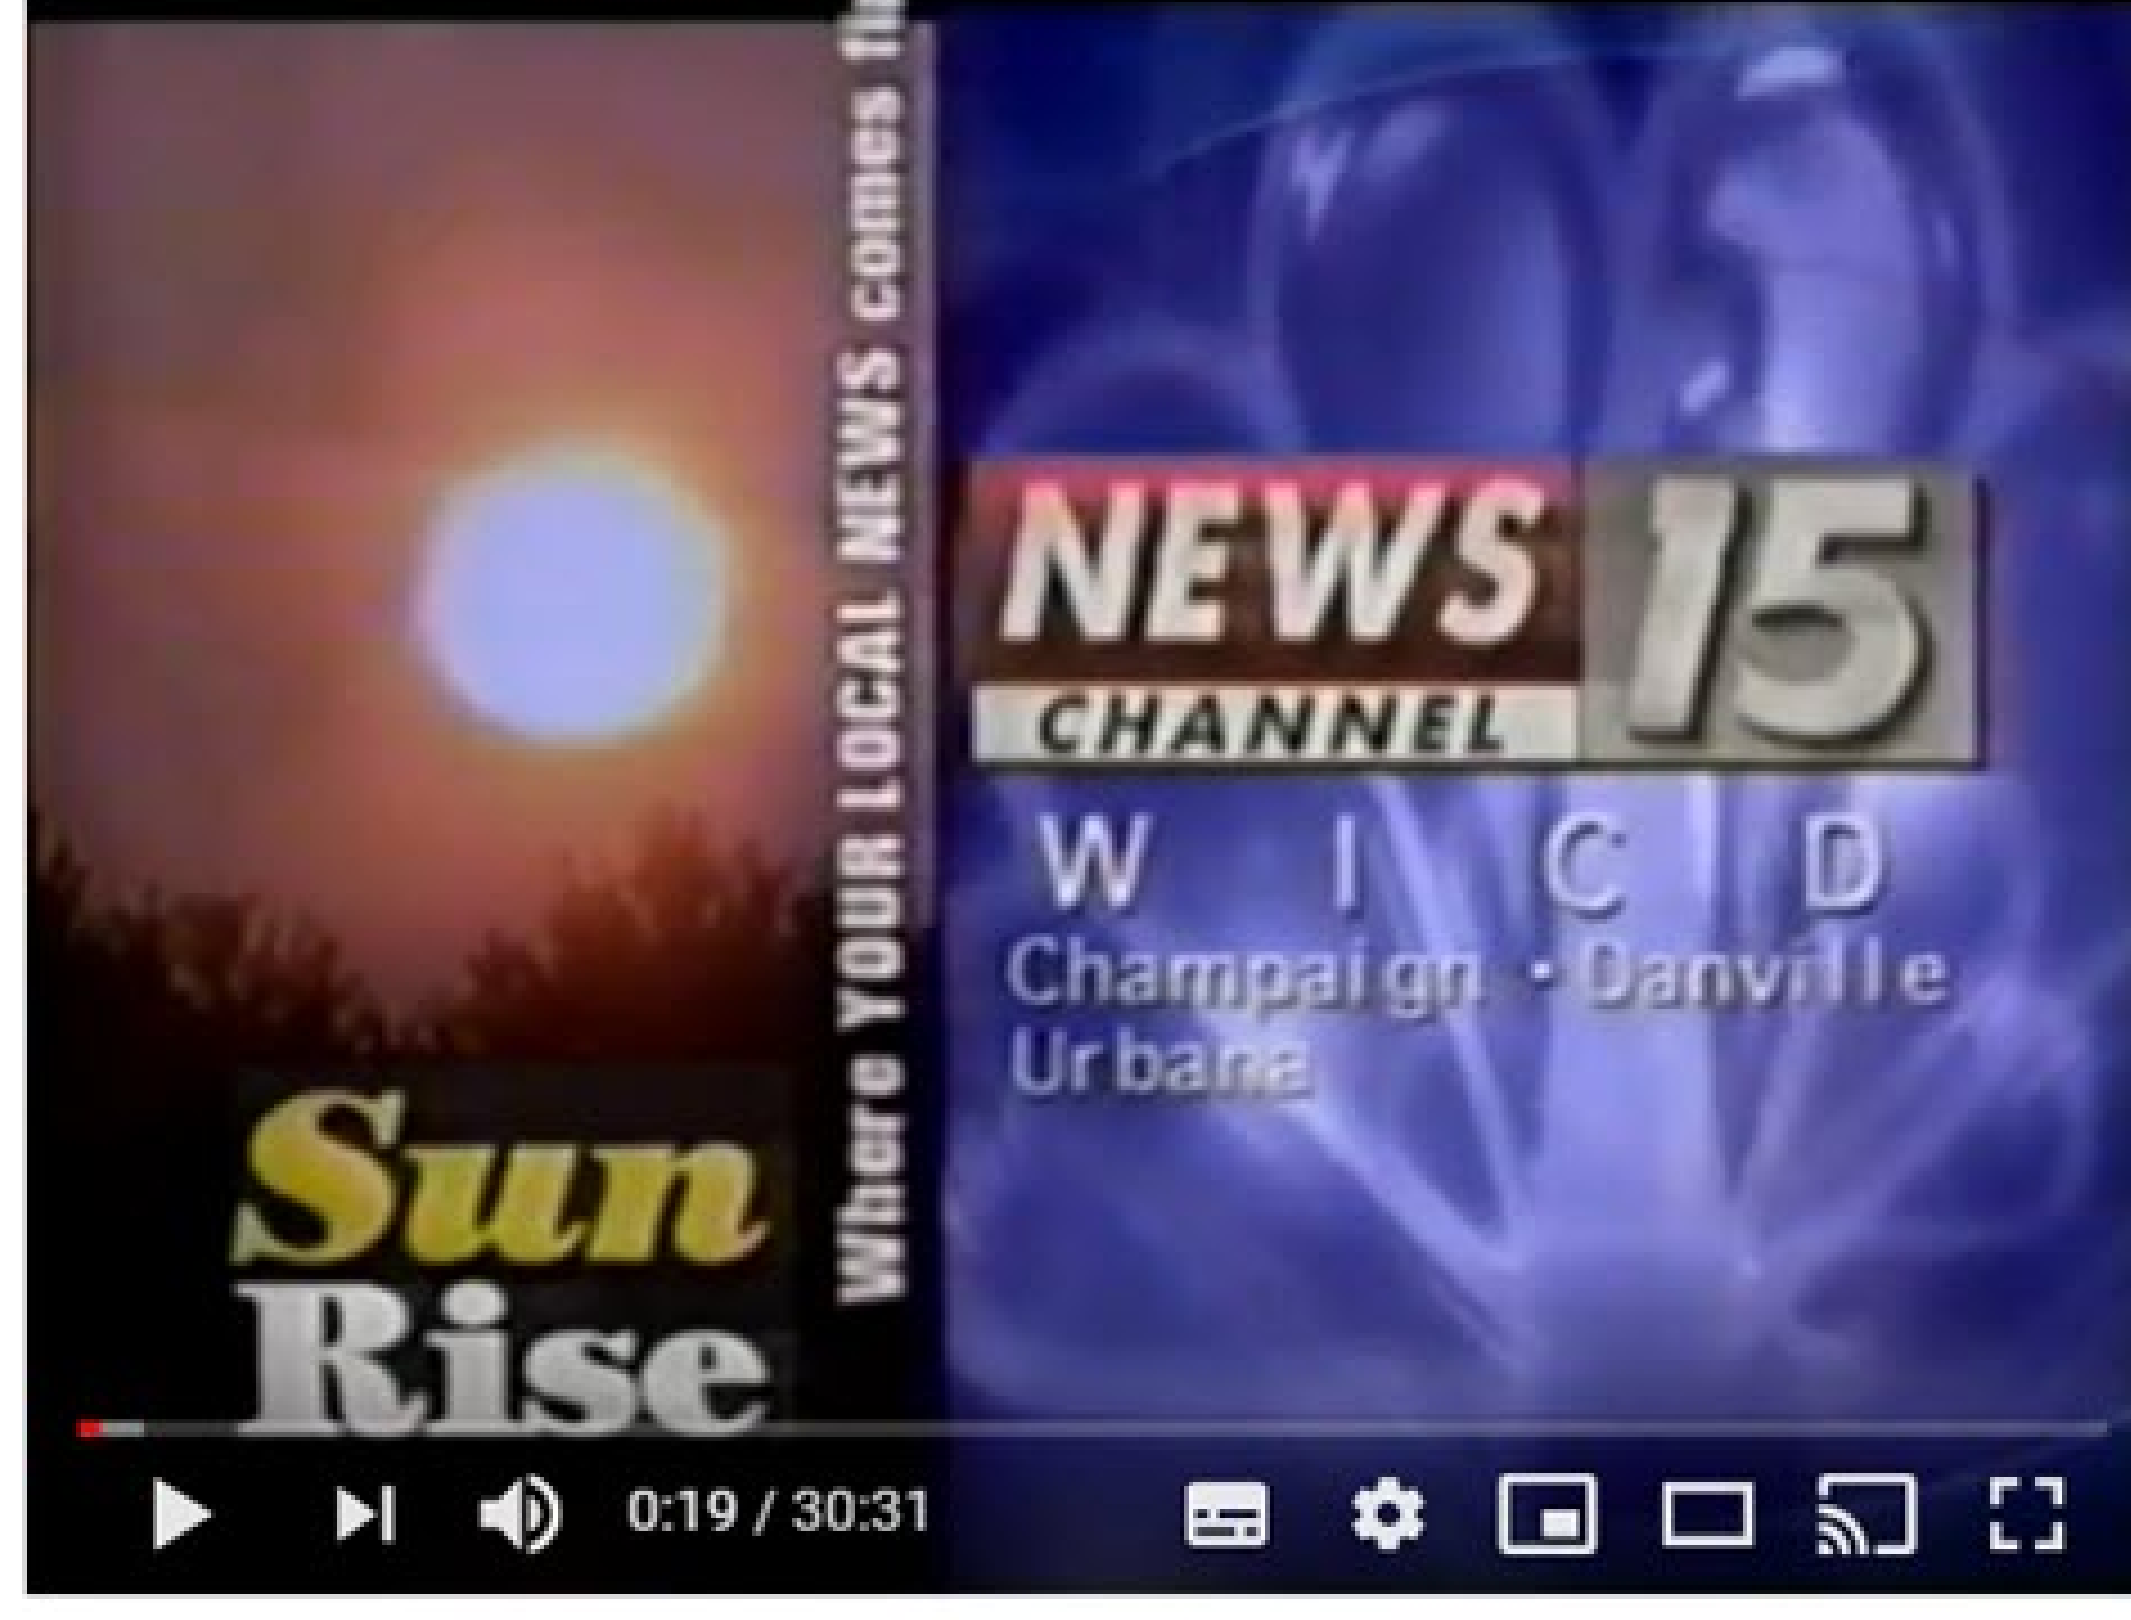 Where YOUR LOCAL NEWS comes
NEWS 15
CHANNEL
W I C D
Champaign • Danville
Urbana
Sun
Rise
0:19 / 30:31